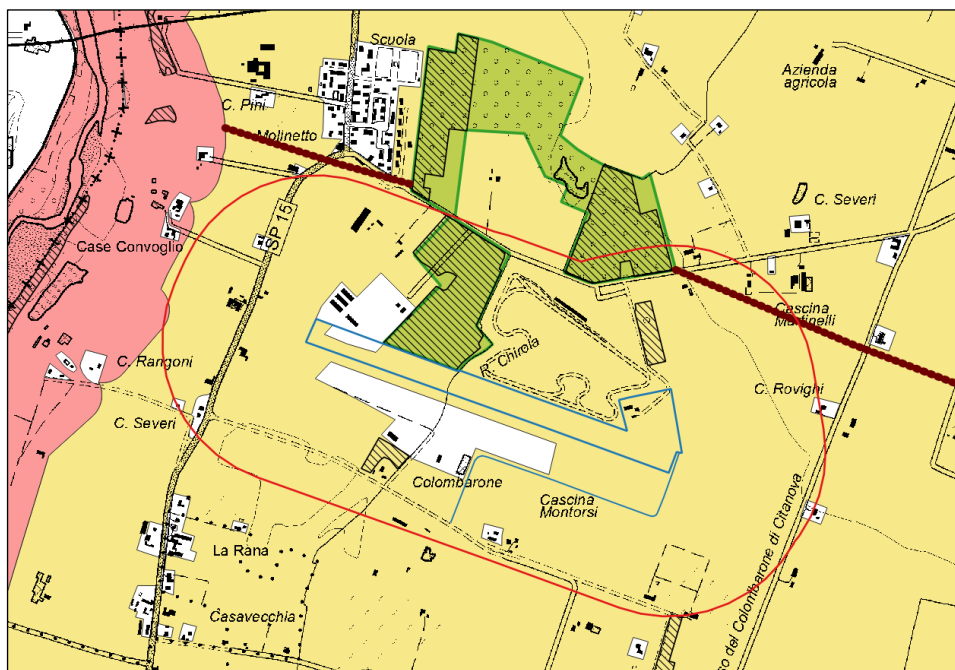 Scuola
Azienda
agricola
C. Pini
Molinetto
C. Severi
SP 15
Case Convoglio
Cascina
Martinelli
Chirola
C. Rangoni
C. Rovighi
C. Severi
Colombarone
Cascina
Montorsi
La Rana
Casavecchia
so del Colombarone di Citanova